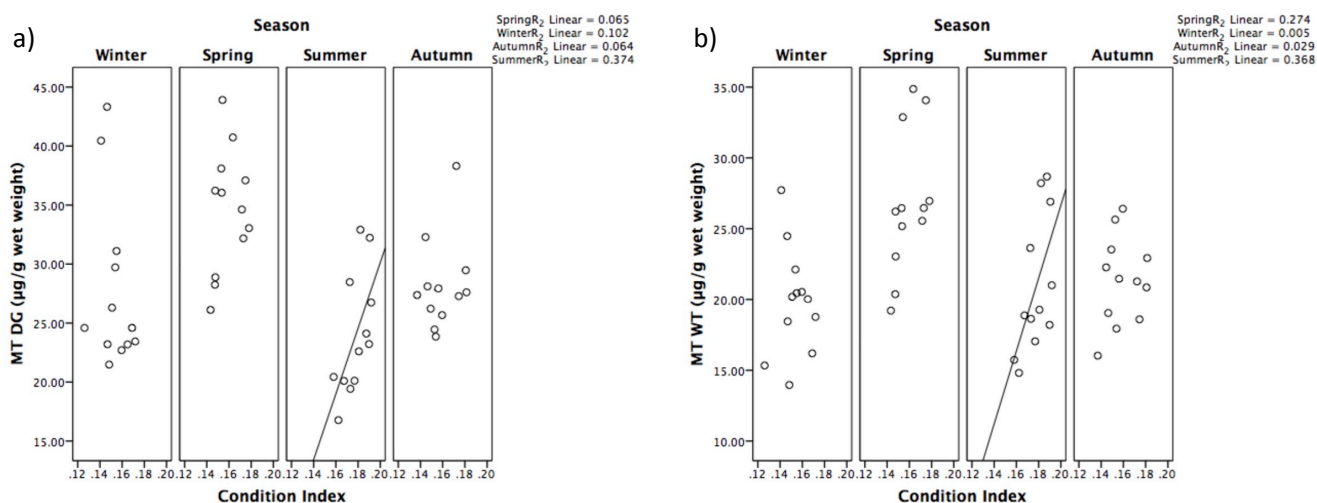 a)
Season
SpringR2 Linear = 0.065
WinterR2 Linear = 0.102
AutumnR2 Linear = 0.064
SummerR2 Linear = 0.374
Winter Spring Summer Autumn
MT DG (µg/g wet weight)
45.00
40.00
35.00
30.00
25.00
20.00
15.00
.12 .14 .16 .18 .20 .12 .14 .16 .18 .20 .12 .14 .16 .18 .20 .12 .14 .16 .18 .20
Condition Index
b)
Season
SpringR2 Linear = 0.274
WinterR2 Linear = 0.005
AutumnR2 Linear = 0.029
SummerR2 Linear = 0.368
Winter Spring Summer Autumn
MT WT (µg/g wet weight)
35.00
30.00
25.00
20.00
15.00
10.00
.12 .14 .16 .18 .20 .12 .14 .16 .18 .20 .12 .14 .16 .18 .20 .12 .14 .16 .18 .20
Condition Index